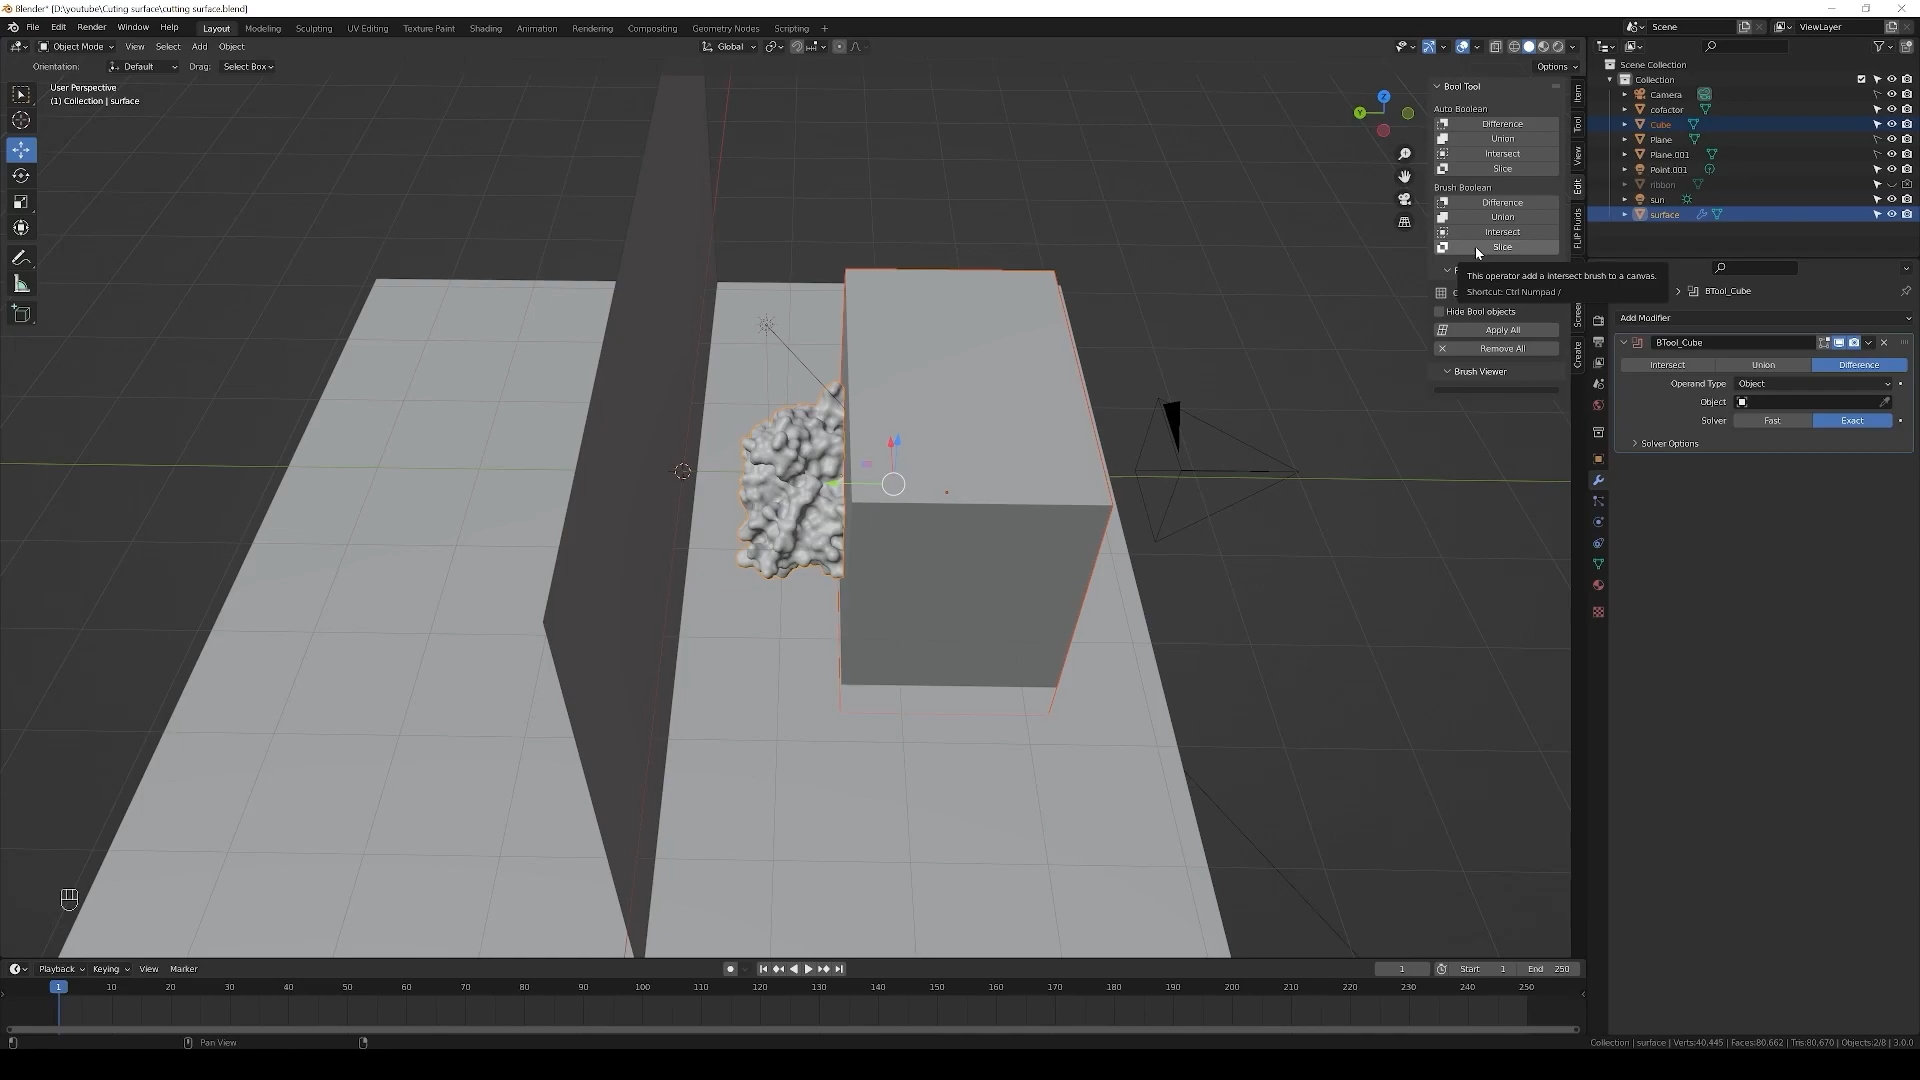 Blender* [D:\youtube\Cuting surface\cutting surface.blend]
File Edit Render Window Help Layout Modeling Sculpting UV Editing Texture Paint Shading Animation Rendering Compositing Geometry Nodes Scripting + Scene ViewLayer
Object Mode View Select Add Object Global
Orientation: Default Drag: Select Box Options
User Perspective
(1) Collection | surface
Bool Tool
Auto Boolean
Difference
Union
Intersect
Slice
Brush Boolean
Difference
Union
Intersect
Slice
This operator add a intersect brush to a canvas.
Shortcut: Ctrl Numpad /
Hide Bool objects
Apply All
Remove All
Brush Viewer
Item
Tool
View
Edit
FLIP Fluids
Screen
Create
X
Y
Z
Scene Collection
Collection
Camera
cofactor
Cube
Plane
Plane.001
Point.001
ribbon
sun
surface
BTool_Cube
Add Modifier
BTool_Cube
Intersect Union Difference
Operand Type Object
Object
Solver Fast Exact
Solver Options
Playback Keying View Marker 1 Start 1 End 250
1 10 20 30 40 50 60 70 80 90 100 110 120 130 140 150 160 170 180 190 200 210 220 230 240 250
Pan View
Collection | surface | Verts:40,445 | Faces:80,662 | Tris:80,670 | Objects:2/8 | 3.0.0